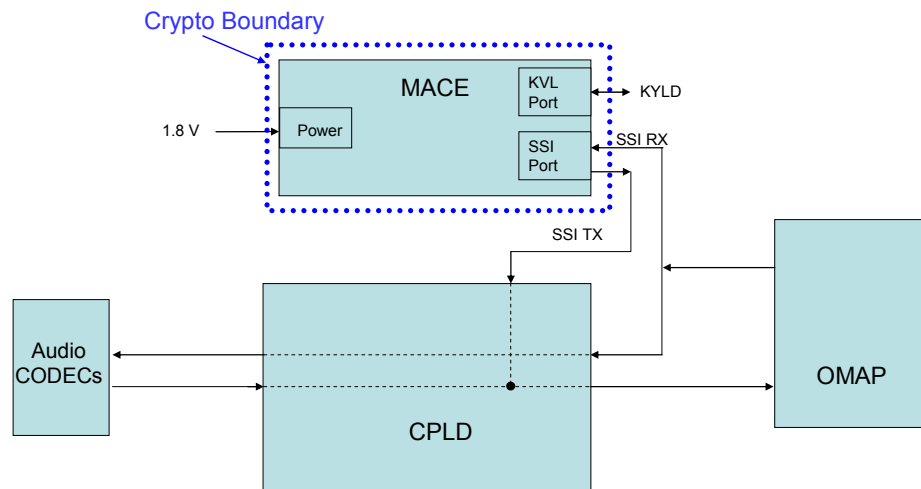 Crypto Boundary
MACE
KVL
Port
KYLD
1.8 V
Power
SSI
Port
SSI RX
SSI TX
Audio
CODECs
CPLD
OMAP